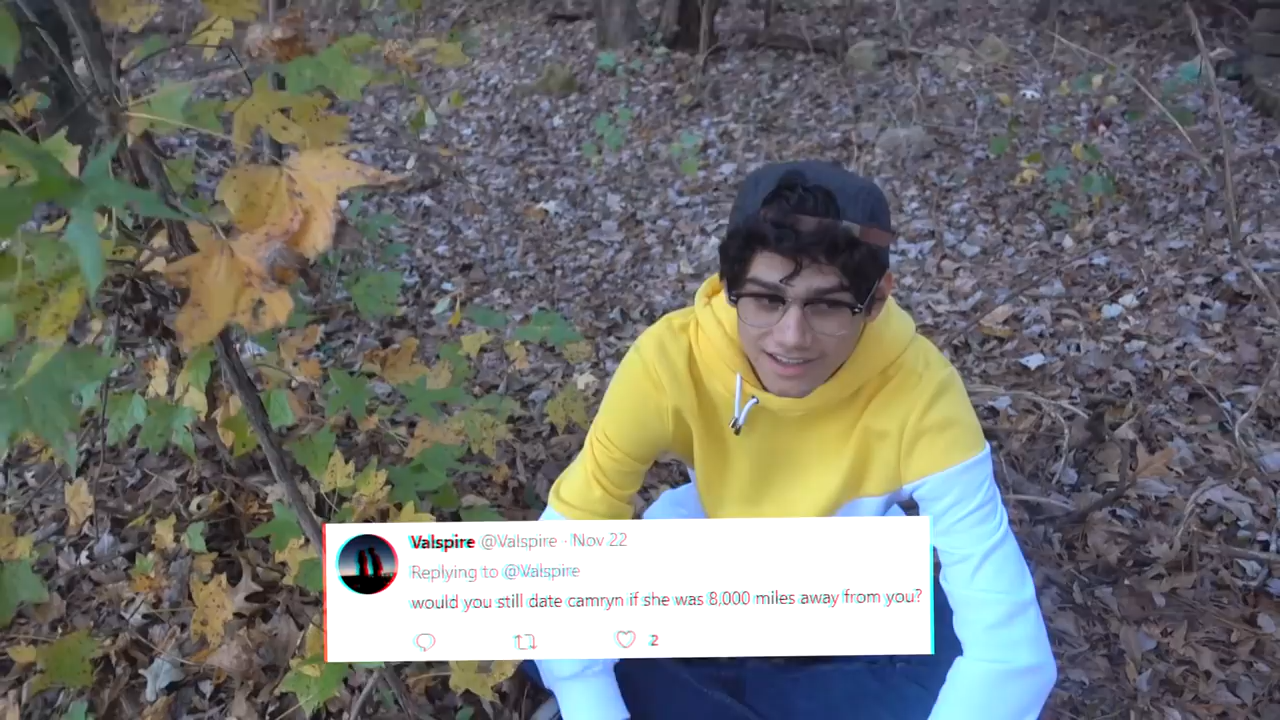 Valspire @Valspire · Nov 22
Replying to @Valspire
would you still date camryn if she was 8,000 miles away from you?
2